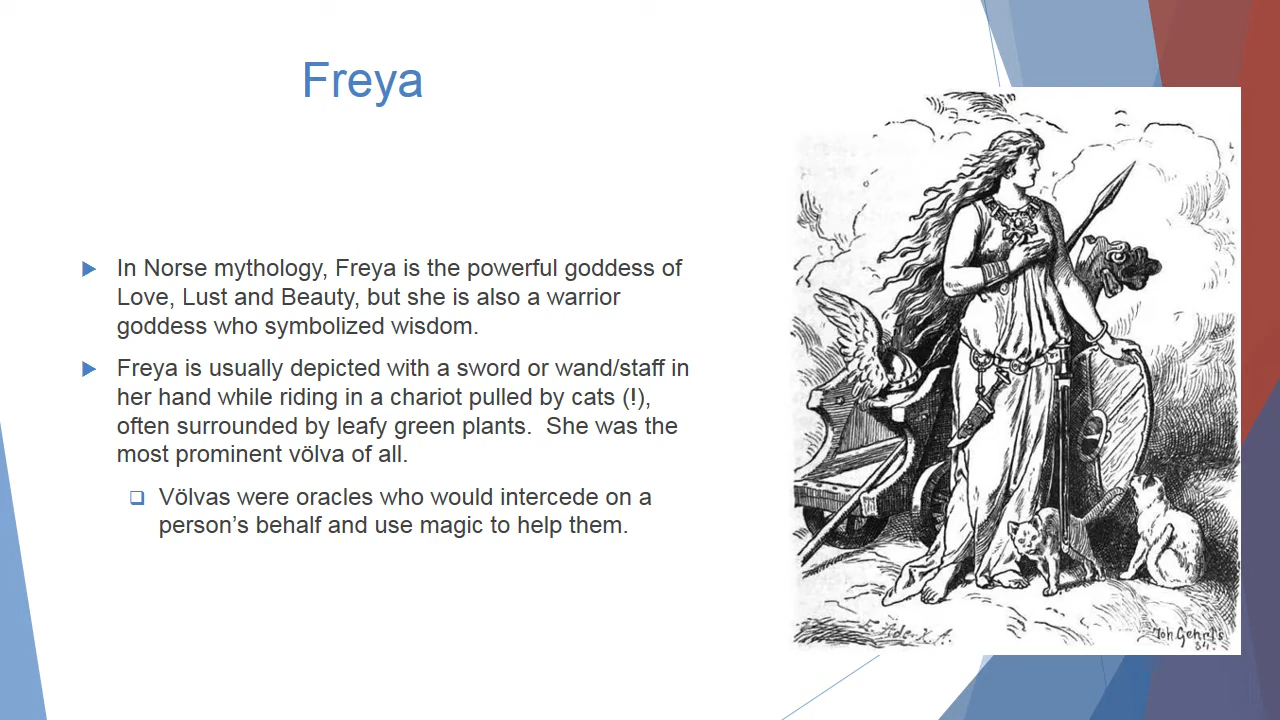 Freya
In Norse mythology, Freya is the powerful goddess of
Love, Lust and Beauty, but she is also a warrior
goddess who symbolized wisdom.
Freya is usually depicted with a sword or wand/staff in
her hand while riding in a chariot pulled by cats (!),
often surrounded by leafy green plants.  She was the
most prominent völva of all.
Völvas were oracles who would intercede on a
person’s behalf and use magic to help them.
Joh Gehrts